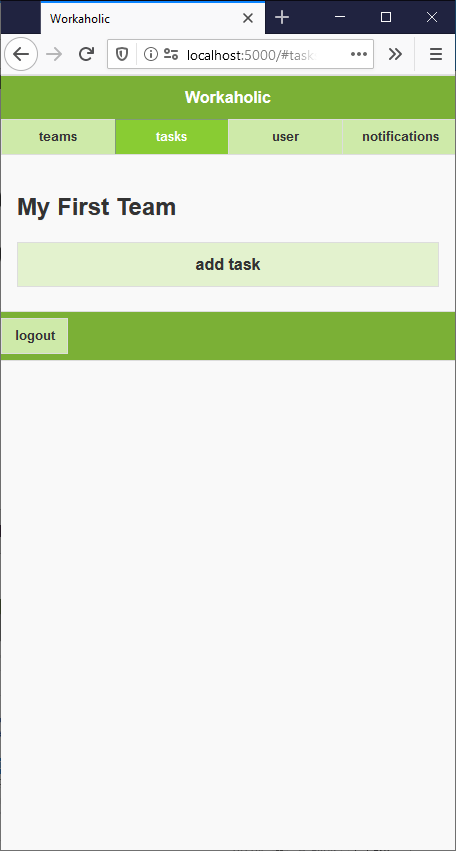 Workaholic
localhost:5000/#task
Workaholic
teams tasks user notifications
My First Team
add task
logout